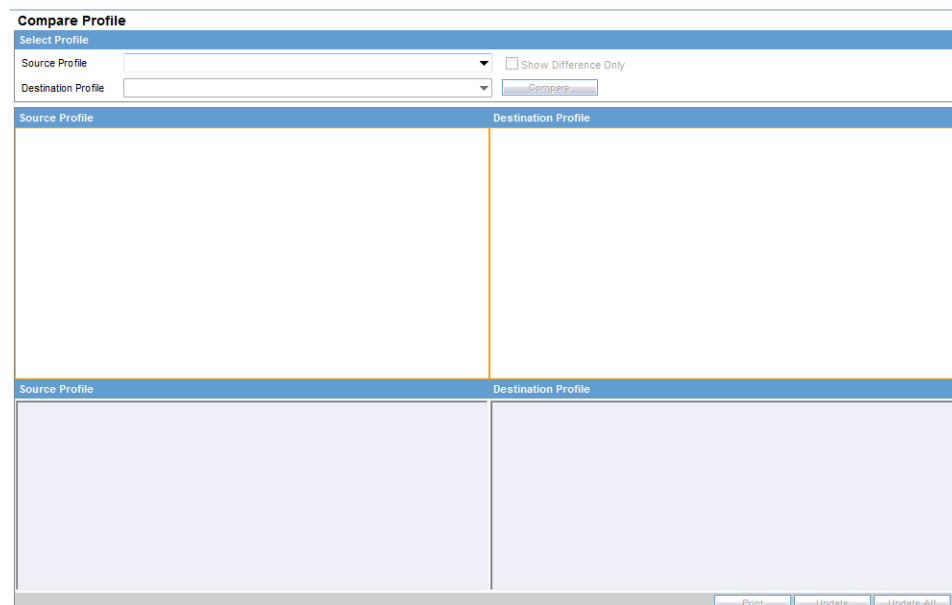 Compare Profile
Select Profile
Source Profile
Show Difference Only
Destination Profile
Compare
Source Profile Destination Profile
Source Profile Destination Profile
Print Update Update All